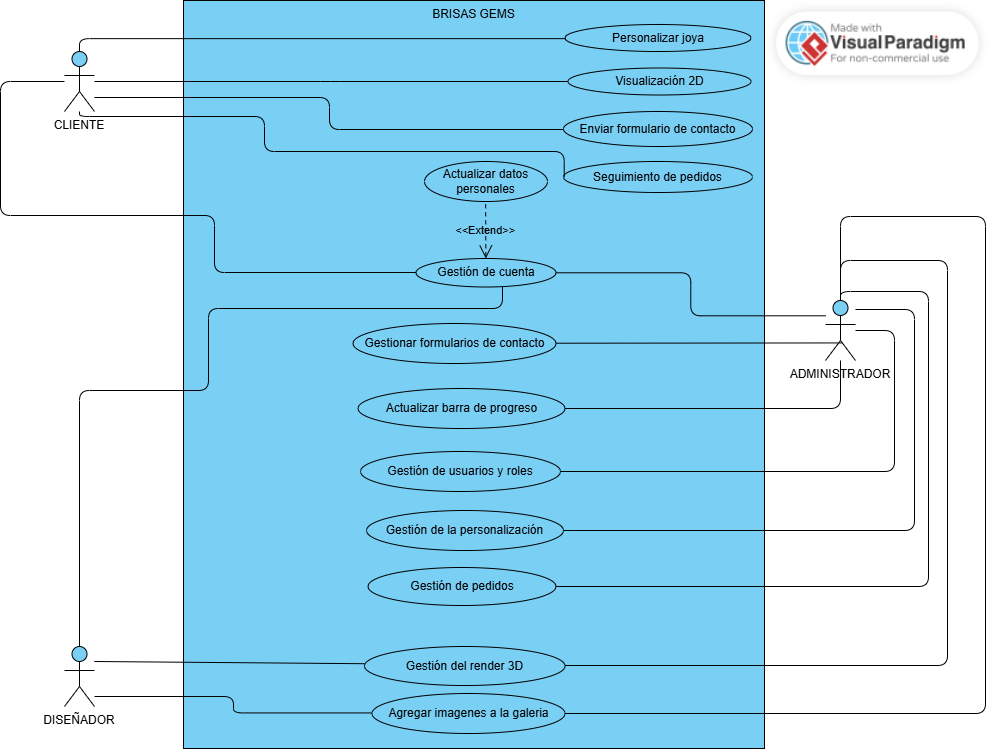 BRISAS GEMS
Made with
VisualParadigm
For non-commercial use
Personalizar joya
Visualización 2D
CLIENTE
Enviar formulario de contacto
Actualizar datos
personales
Seguimiento de pedidos
<<Extend>>
Gestión de cuenta
Gestionar formularios de contacto
ADMINISTRADOR
Actualizar barra de progreso
Gestión de usuarios y roles
Gestión de la personalización
Gestión de pedidos
Gestión del render 3D
DISEÑADOR
Agregar imagenes a la galeria